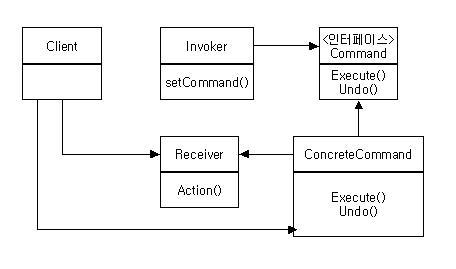 Client
Invoker
setCommand()
<인터페이스>
Command
Execute()
Undo()
Receiver
Action()
ConcreteCommand
Execute()
Undo()